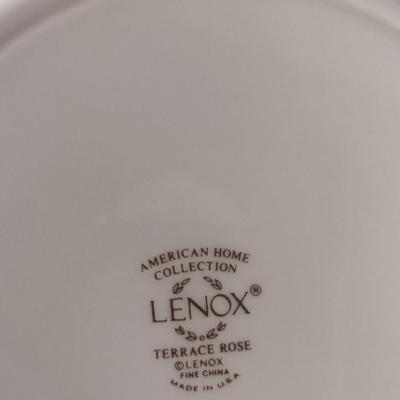 AMERICAN HOME
COLLECTION
LENOX®
TERRACE ROSE
©LENOX
FINE CHINA
MADE IN U.S.A.